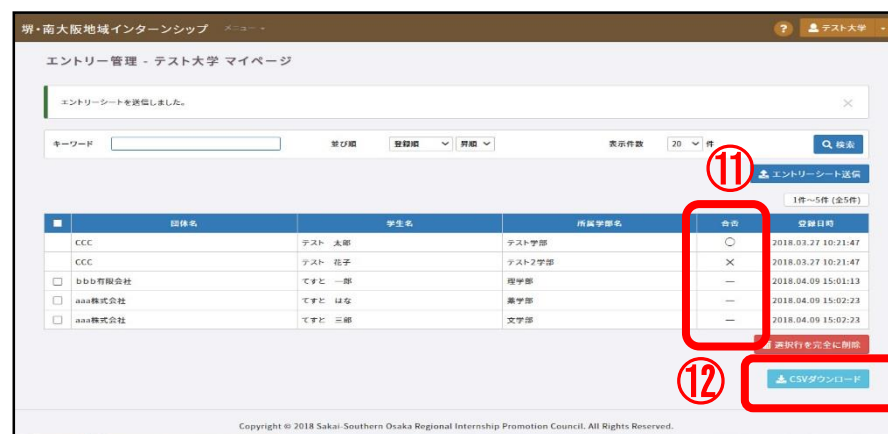 堺・南大阪地域インターンシップ メニュー
? テスト大学
エントリー管理 - テスト大学 マイページ
エントリーシートを送信しました。 ×
キーワード 並び順 登録順 昇順 表示件数 20 件 検索
⑪
エントリーシート送信
1件～5件 (全5件)
団体名 学生名 所属学部名 合否 登録日時
CCC テスト 太郎 テスト学部 ○ 2018.03.27 10:21:47
CCC テスト 花子 テスト2学部 × 2018.03.27 10:21:47
bbb有限会社 てすと 一郎 理学部 — 2018.04.09 15:01:13
aaa株式会社 てすと はな 薬学部 — 2018.04.09 15:02:23
aaa株式会社 てすと 三郎 文学部 — 2018.04.09 15:02:23
選択行を完全に削除
⑫
CSVダウンロード
Copyright © 2018 Sakai-Southern Osaka Regional Internship Promotion Council. All Rights Reserved.